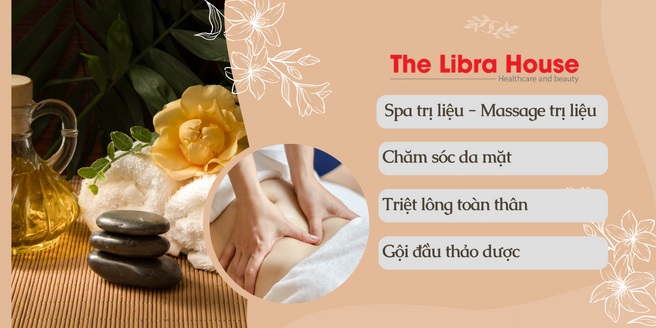 The Libra House
Healthcare and beauty
Spa trị liệu - Massage trị liệu
Chăm sóc da mặt
Triệt lông toàn thân
Gội đầu thảo dược